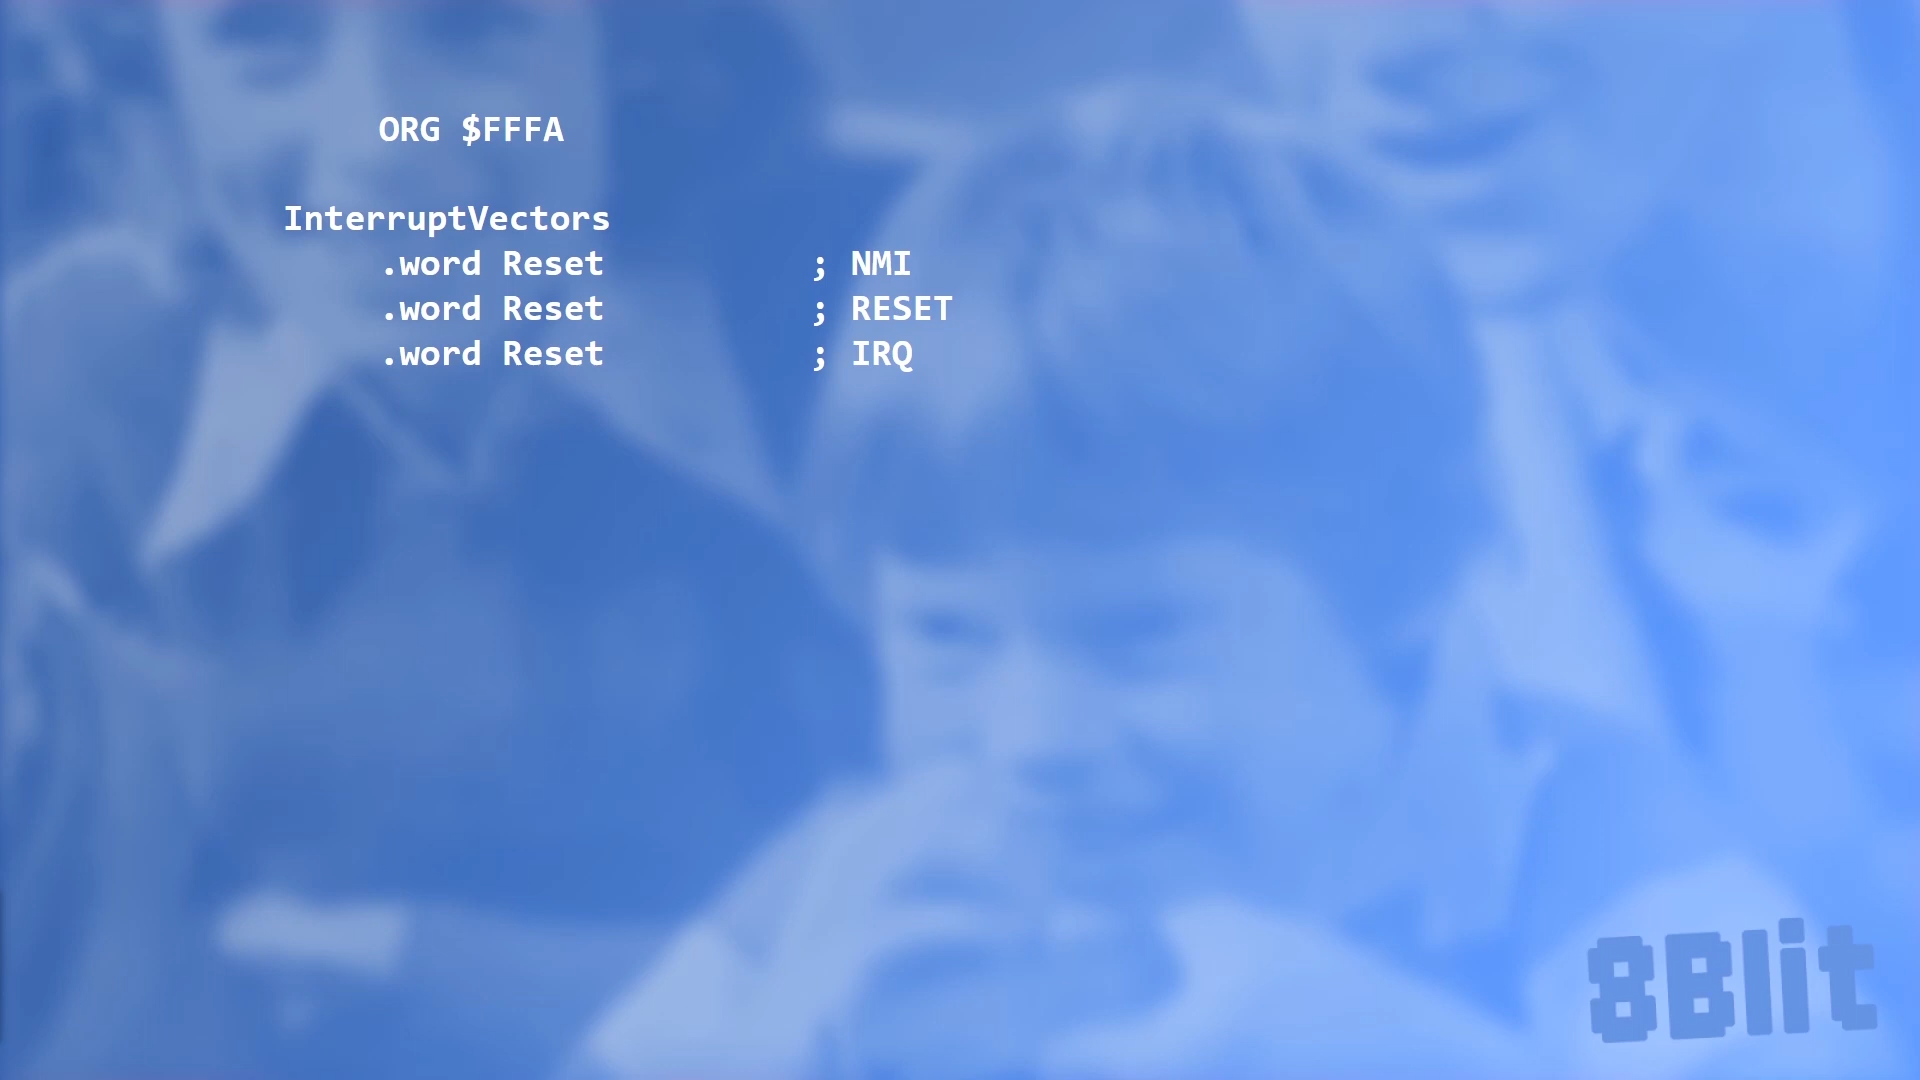 ORG $FFFA
InterruptVectors
.word Reset ; NMI
.word Reset ; RESET
.word Reset ; IRQ
8Blit